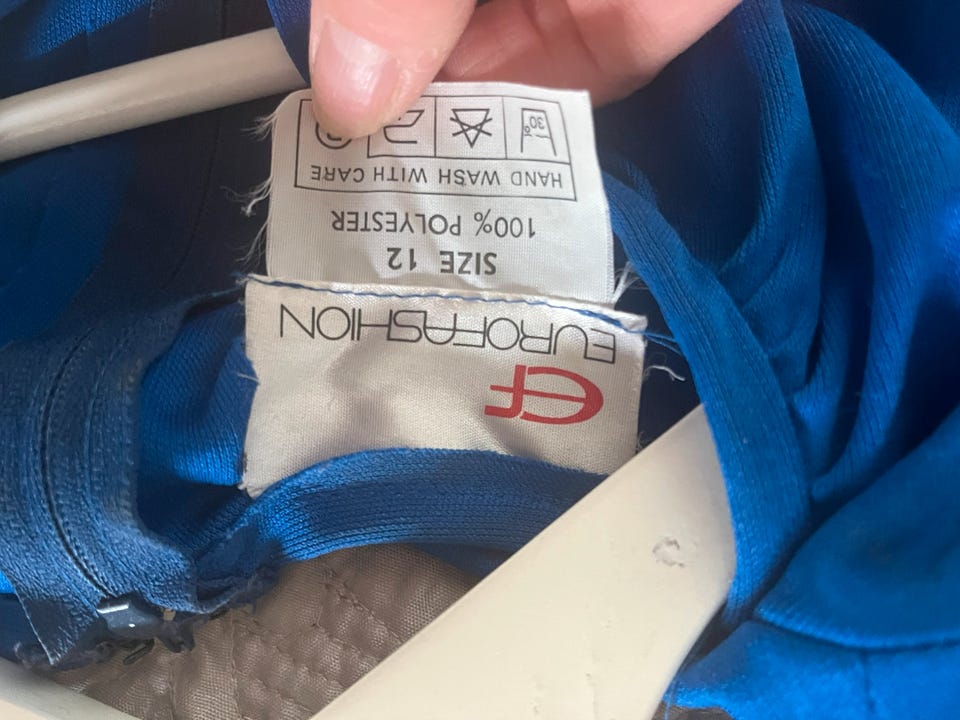 EF
EUROFASHION
SIZE 12
100% POLYESTER
HAND WASH WITH CARE
30°